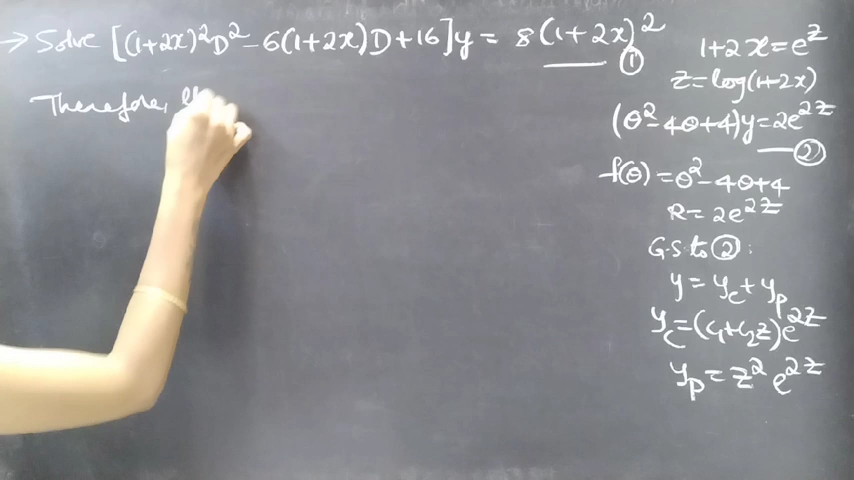 → Solve [(1+2x)²D² - 6(1+2x)D + 16]y = 8(1+2x)² ①
Therefore,
1+2x = e^z
z = log(1+2x)
(θ² - 4θ + 4)y = 2e^{2z} ②
f(θ) = θ² - 4θ + 4
R = 2e^{2z}
G.S. to ② :
y = y_c + y_p
y_c = (c₁ + c₂z)e^{2z}
y_p = z² e^{2z}